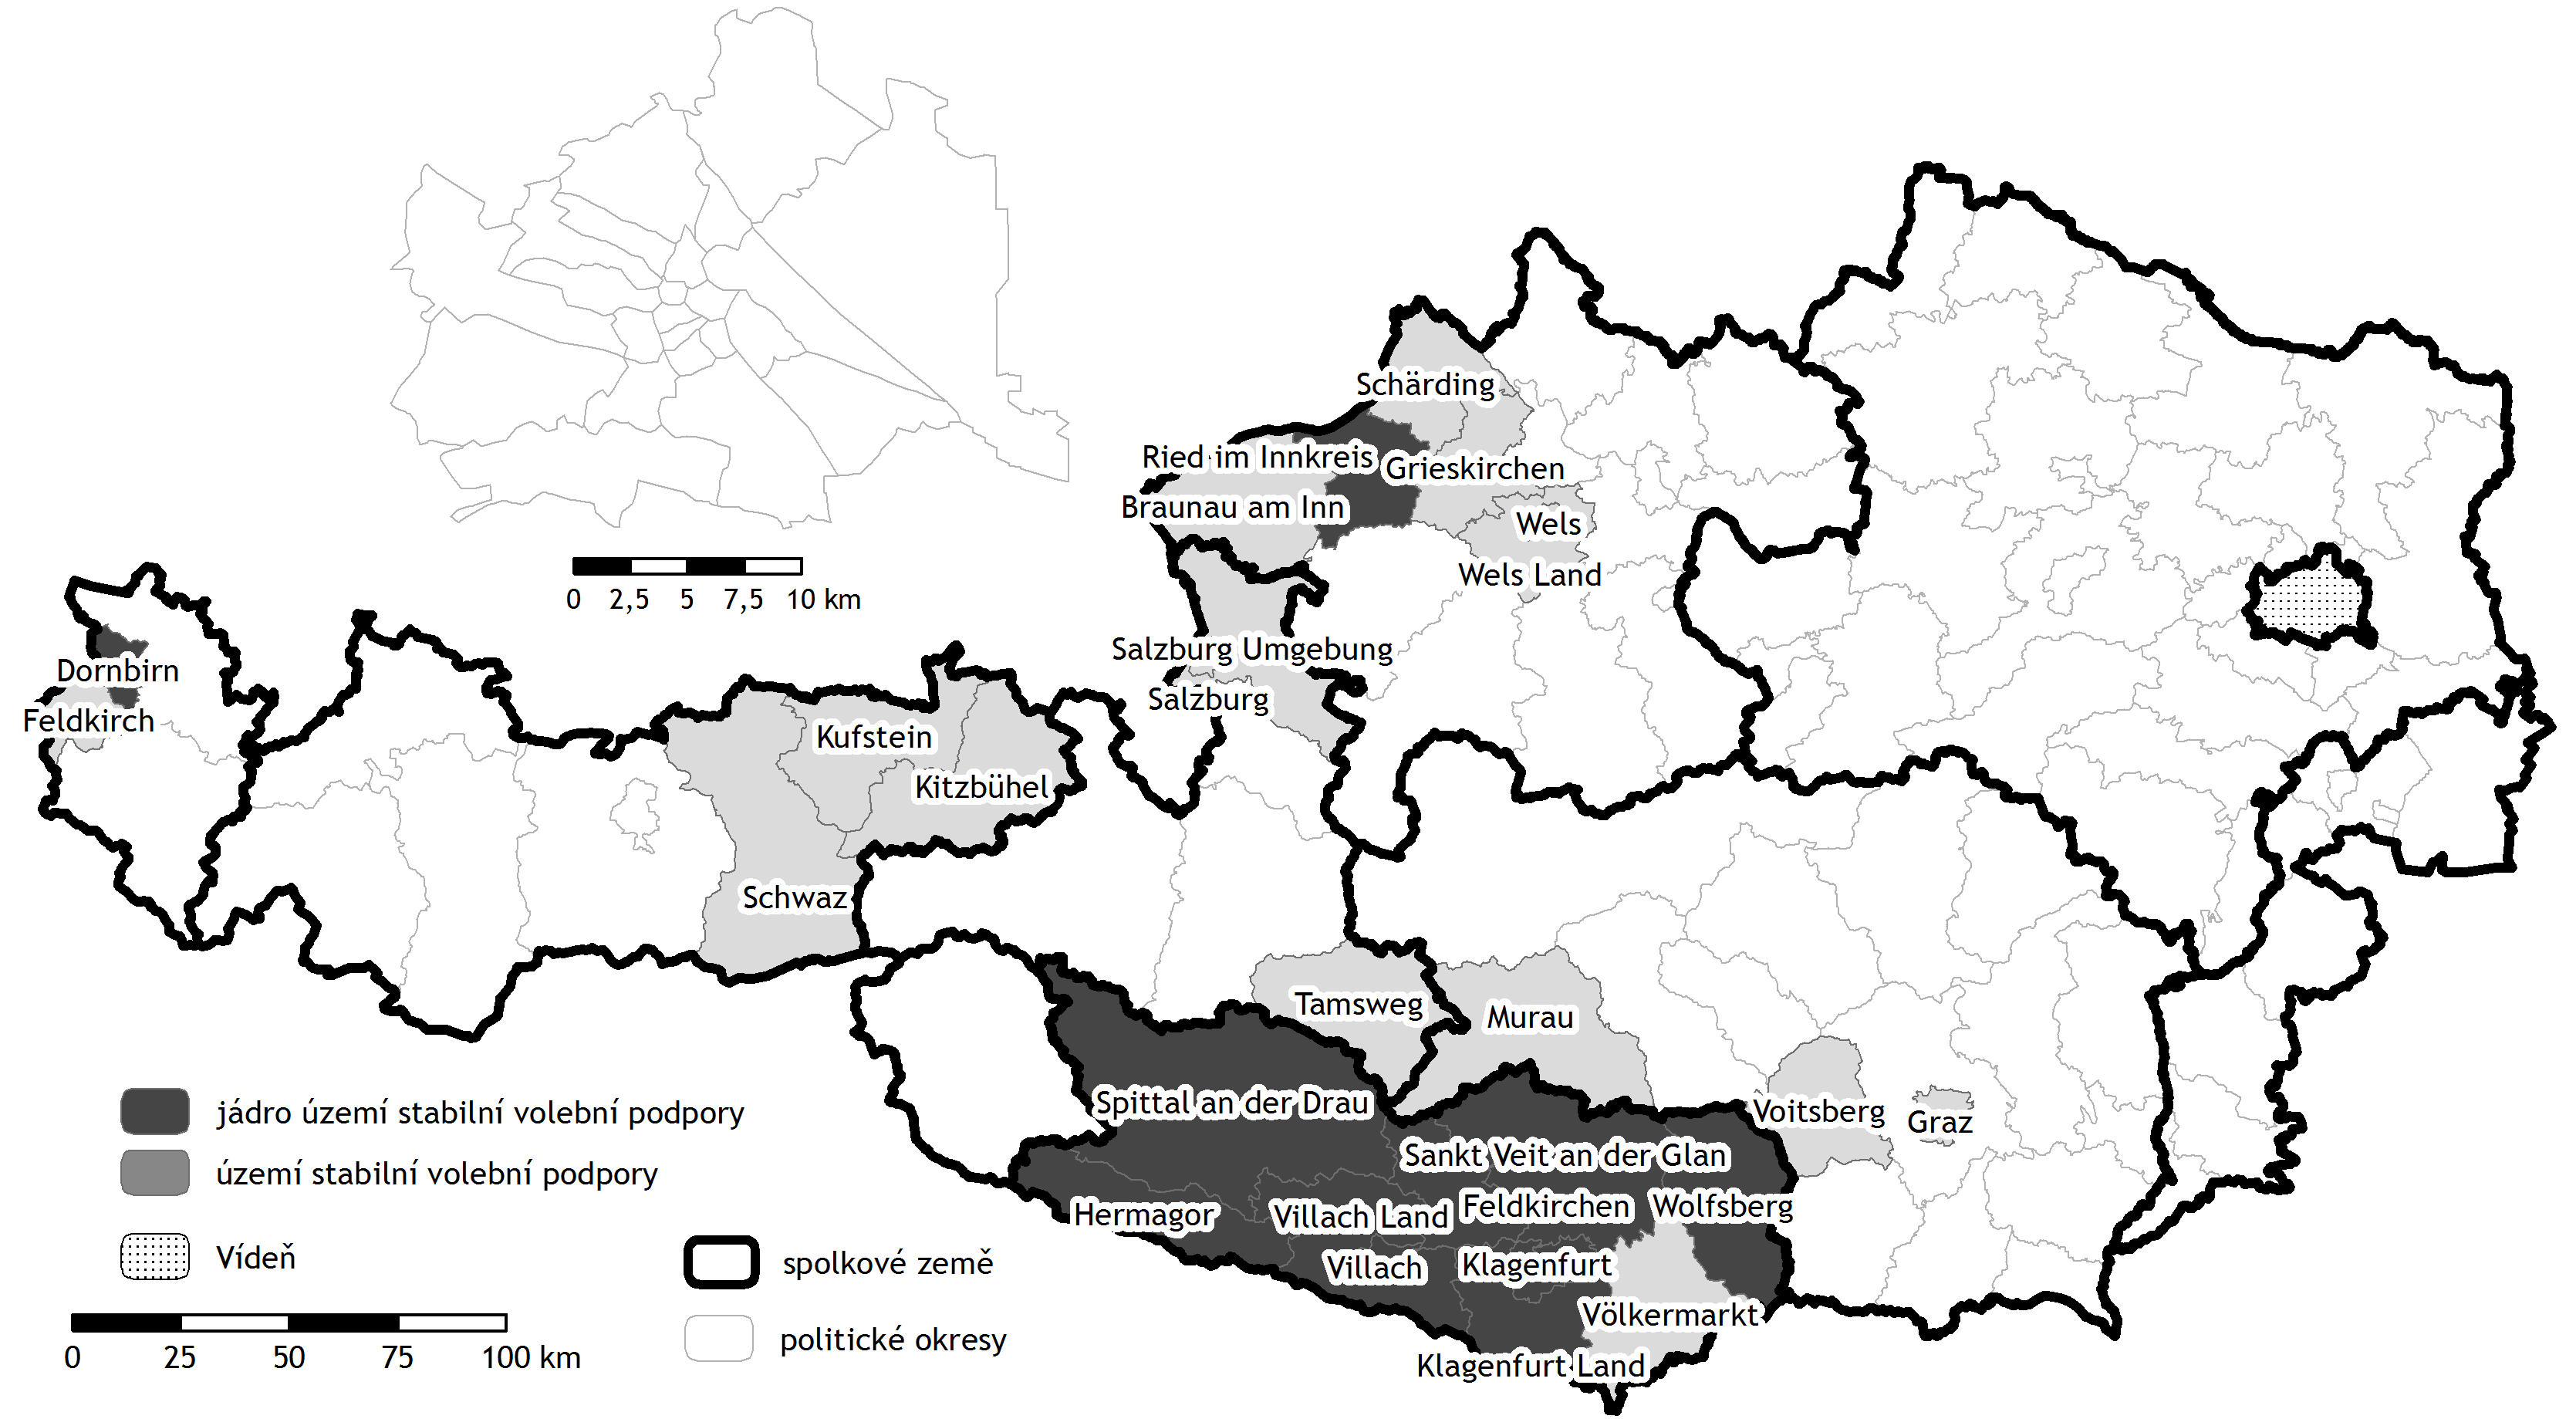 0 2,5 5 7,5 10 km
Schärding
Ried im Innkreis
Grieskirchen
Braunau am Inn
Wels
Wels Land
Salzburg Umgebung
Salzburg
Dornbirn
Feldkirch
Kufstein
Kitzbühel
Schwaz
Tamsweg
Murau
Spittal an der Drau
Voitsberg
Graz
Sankt Veit an der Glan
Feldkirchen
Wolfsberg
Hermagor
Villach Land
Villach
Klagenfurt
Völkermarkt
Klagenfurt Land
jádro území stabilní volební podpory
území stabilní volební podpory
Vídeň
spolkové země
politické okresy
0 25 50 75 100 km